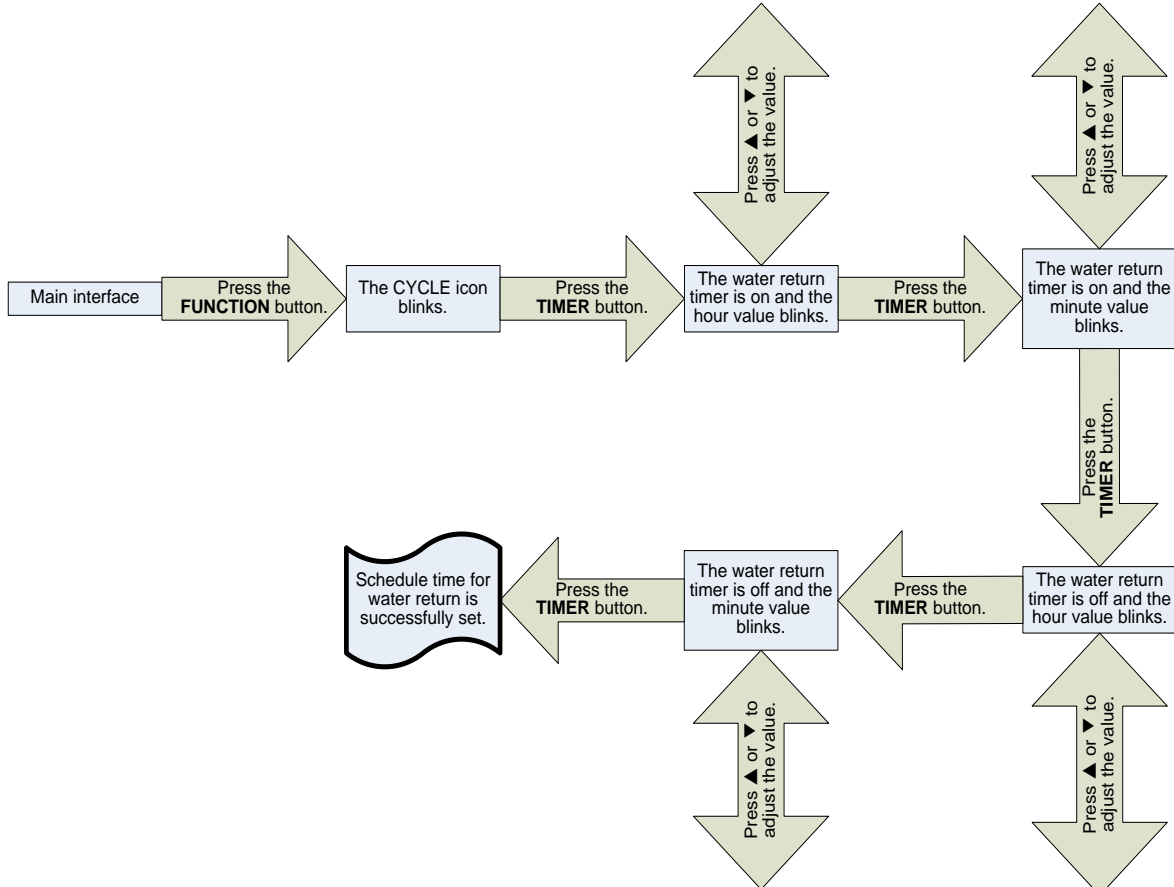 Press ▲ or ▼ to
adjust the value.
Press ▲ or ▼ to
adjust the value.
Main interface
Press the
FUNCTION button.
The CYCLE icon
blinks.
Press the
TIMER button.
The water return
timer is on and the
hour value blinks.
Press the
TIMER button.
The water return
timer is on and the
minute value
blinks.
Press the
TIMER button.
The water return
timer is off and the
hour value blinks.
Press the
TIMER button.
The water return
timer is off and the
minute value
blinks.
Press the
TIMER button.
Schedule time for
water return is
successfully set.
Press ▲ or ▼ to
adjust the value.
Press ▲ or ▼ to
adjust the value.